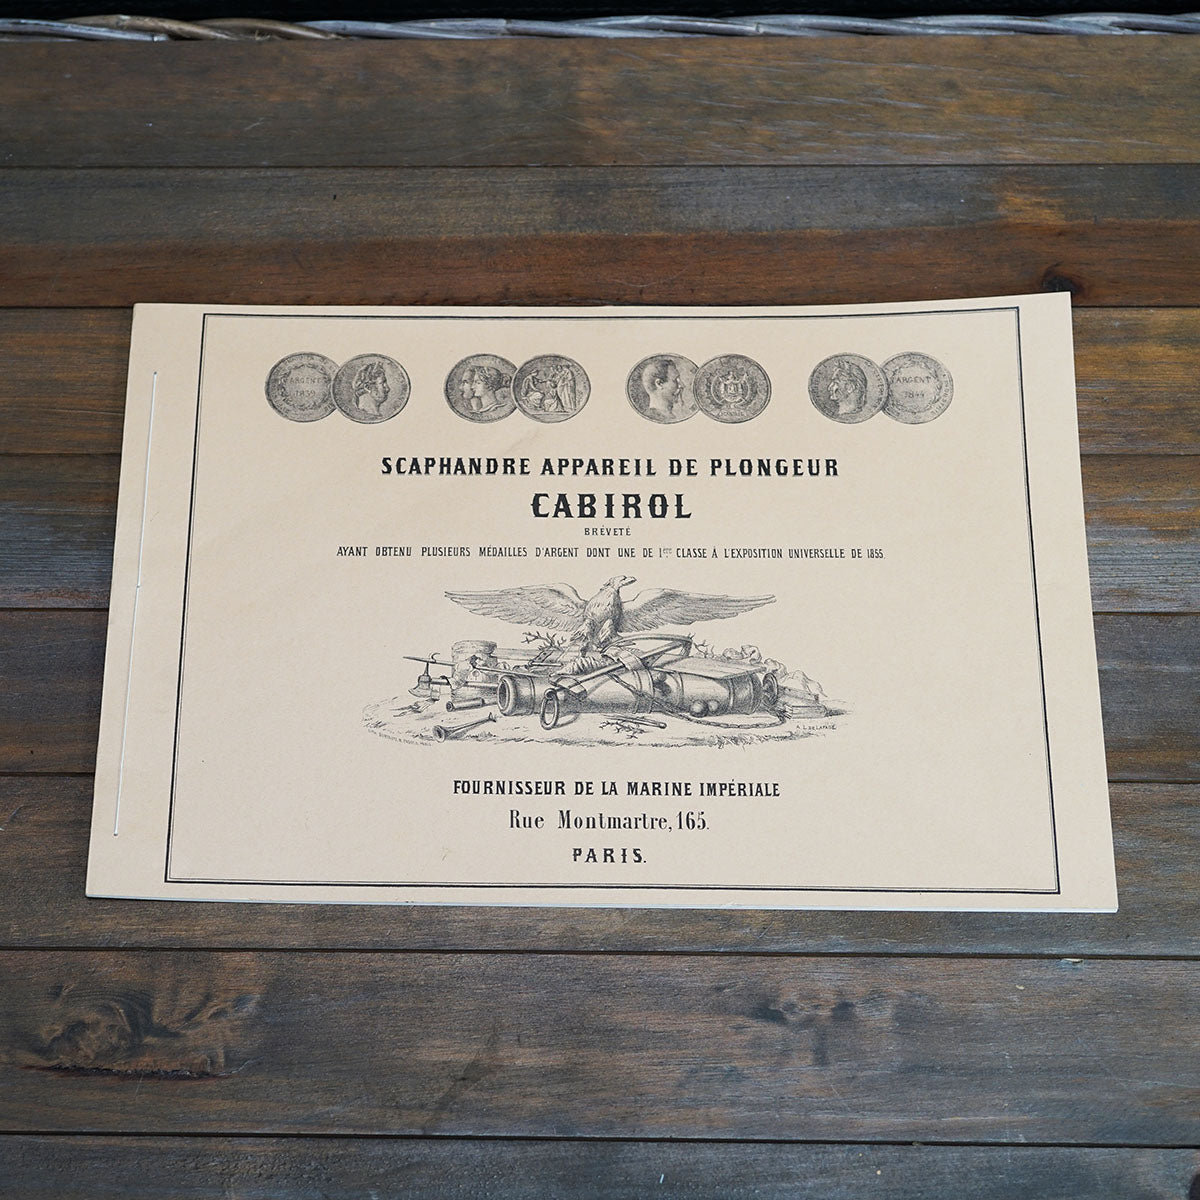 ARGENT
1839
ARGENT
1844
SCAPHANDRE APPAREIL DE PLONGEUR
CABIROL
BRÉVETÉ
AYANT OBTENU PLUSIEURS MÉDAILLES D'ARGENT DONT UNE DE 1ère CLASSE À L'EXPOSITION UNIVERSELLE DE 1855
A. L. DELAFAGE
FOURNISSEUR DE LA MARINE IMPÉRIALE
Rue Montmartre, 165.
PARIS.